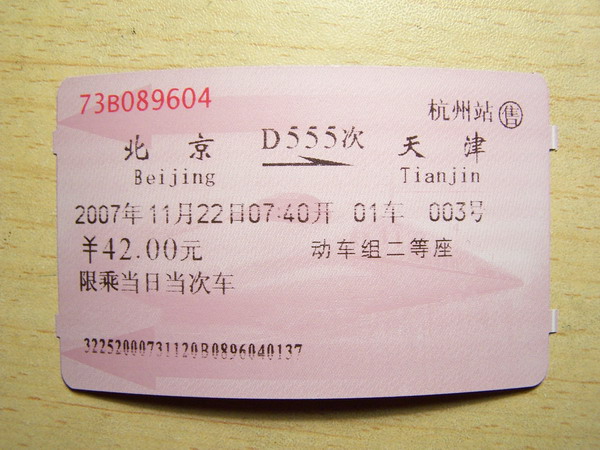 73B089604
杭州站 售
北京 D555次 天津
Beijing Tianjin
2007年11月22日07:40开 01车 003号
¥42.00元 动车组二等座
限乘当日当次车
32252000731120B0896040137